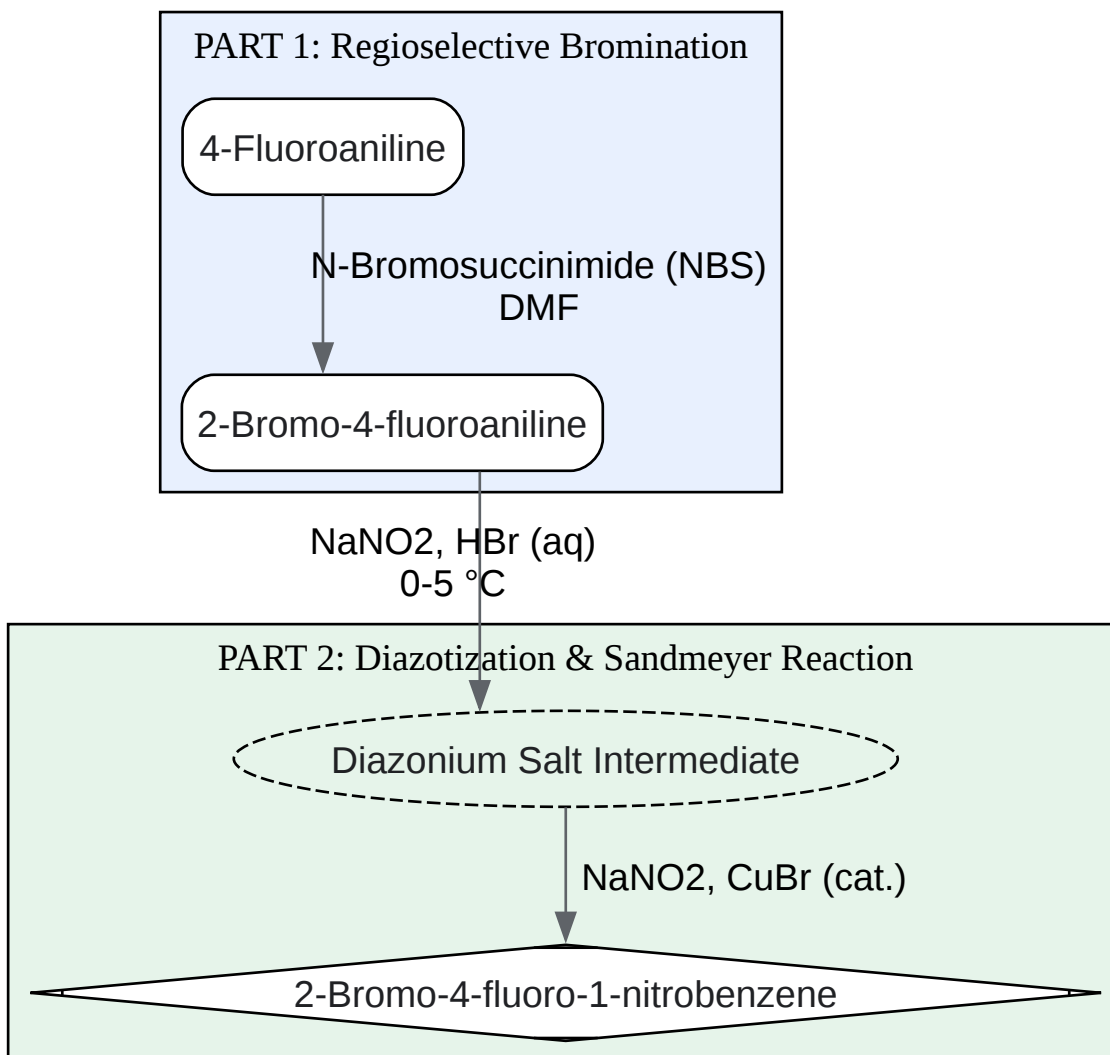 PART 1: Regioselective Bromination
4-Fluoroaniline
N-Bromosuccinimide (NBS)
DMF
2-Bromo-4-fluoroaniline
NaNO2, HBr (aq)
0-5 °C
PART 2: Diazotization & Sandmeyer Reaction
Diazonium Salt Intermediate
NaNO2, CuBr (cat.)
2-Bromo-4-fluoro-1-nitrobenzene